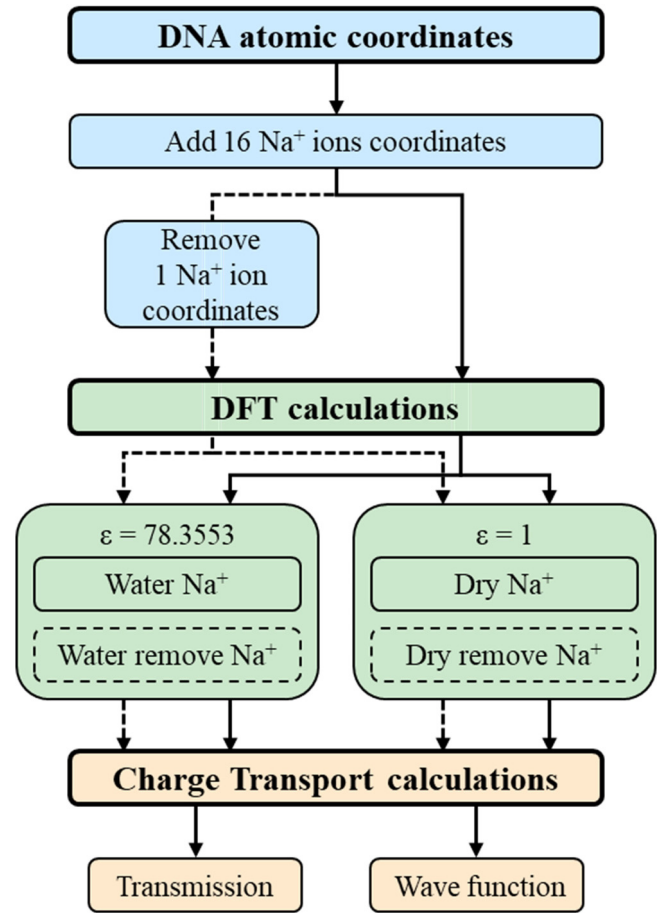 DNA atomic coordinates
Add 16 Na⁺ ions coordinates
Remove
1 Na⁺ ion
coordinates
DFT calculations
ε = 78.3553
Water Na⁺
Water remove Na⁺
ε = 1
Dry Na⁺
Dry remove Na⁺
Charge Transport calculations
Transmission
Wave function